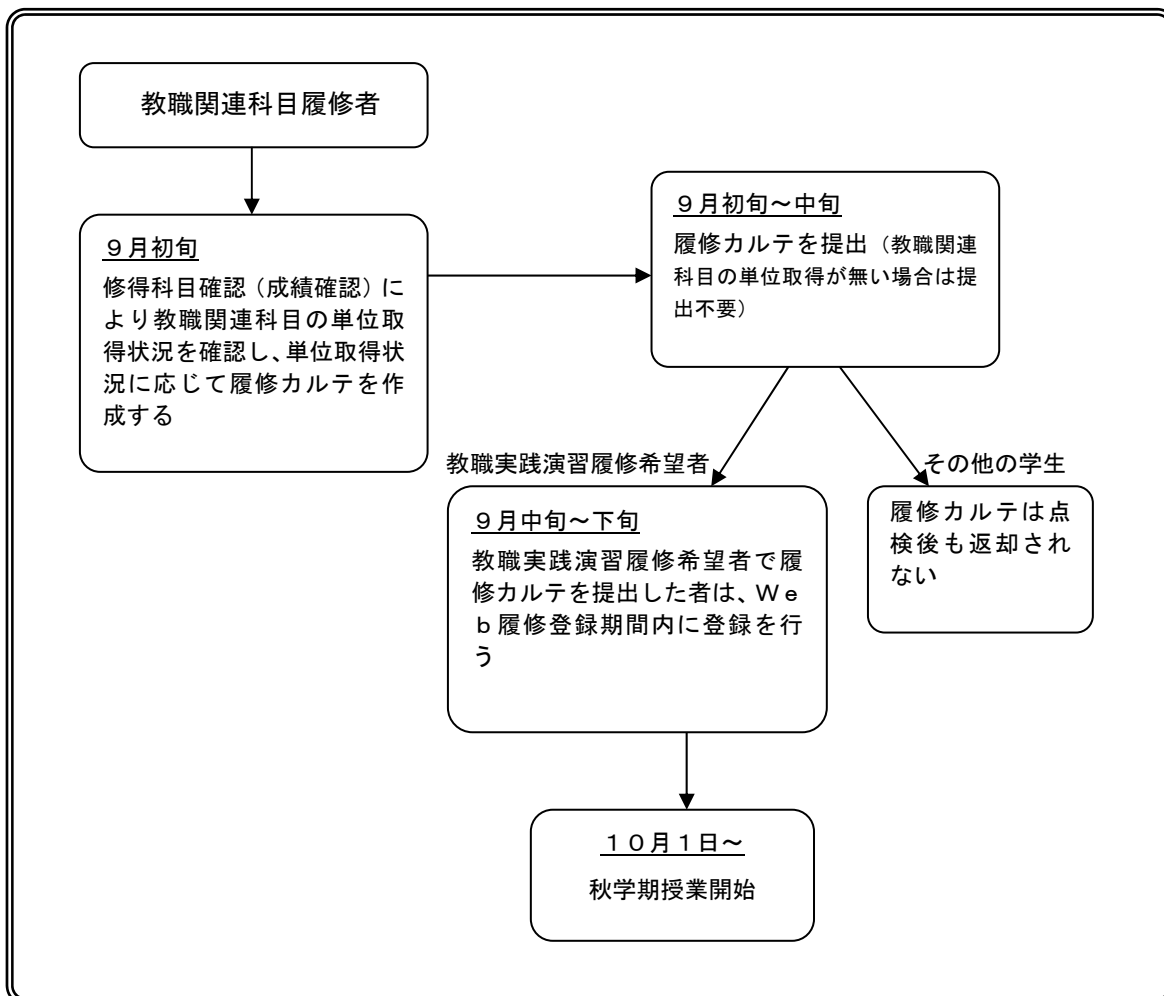 教職関連科目履修者
９月初旬
修得科目確認（成績確認）に
より教職関連科目の単位取
得状況を確認し、単位取得状
況に応じて履修カルテを作
成する
９月初旬～中旬
履修カルテを提出（教職関連
科目の単位取得が無い場合は提
出不要）
教職実践演習履修希望者
９月中旬～下旬
教職実践演習履修希望者で履
修カルテを提出した者は、Ｗｅ
ｂ履修登録期間内に登録を行
う
その他の学生
履修カルテは点
検後も返却され
ない
１０月１日～
秋学期授業開始